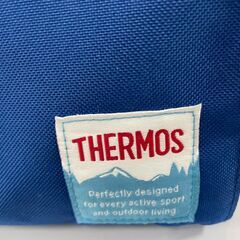 THERMOS
Perfectly designed
for every active sport
and outdoor living